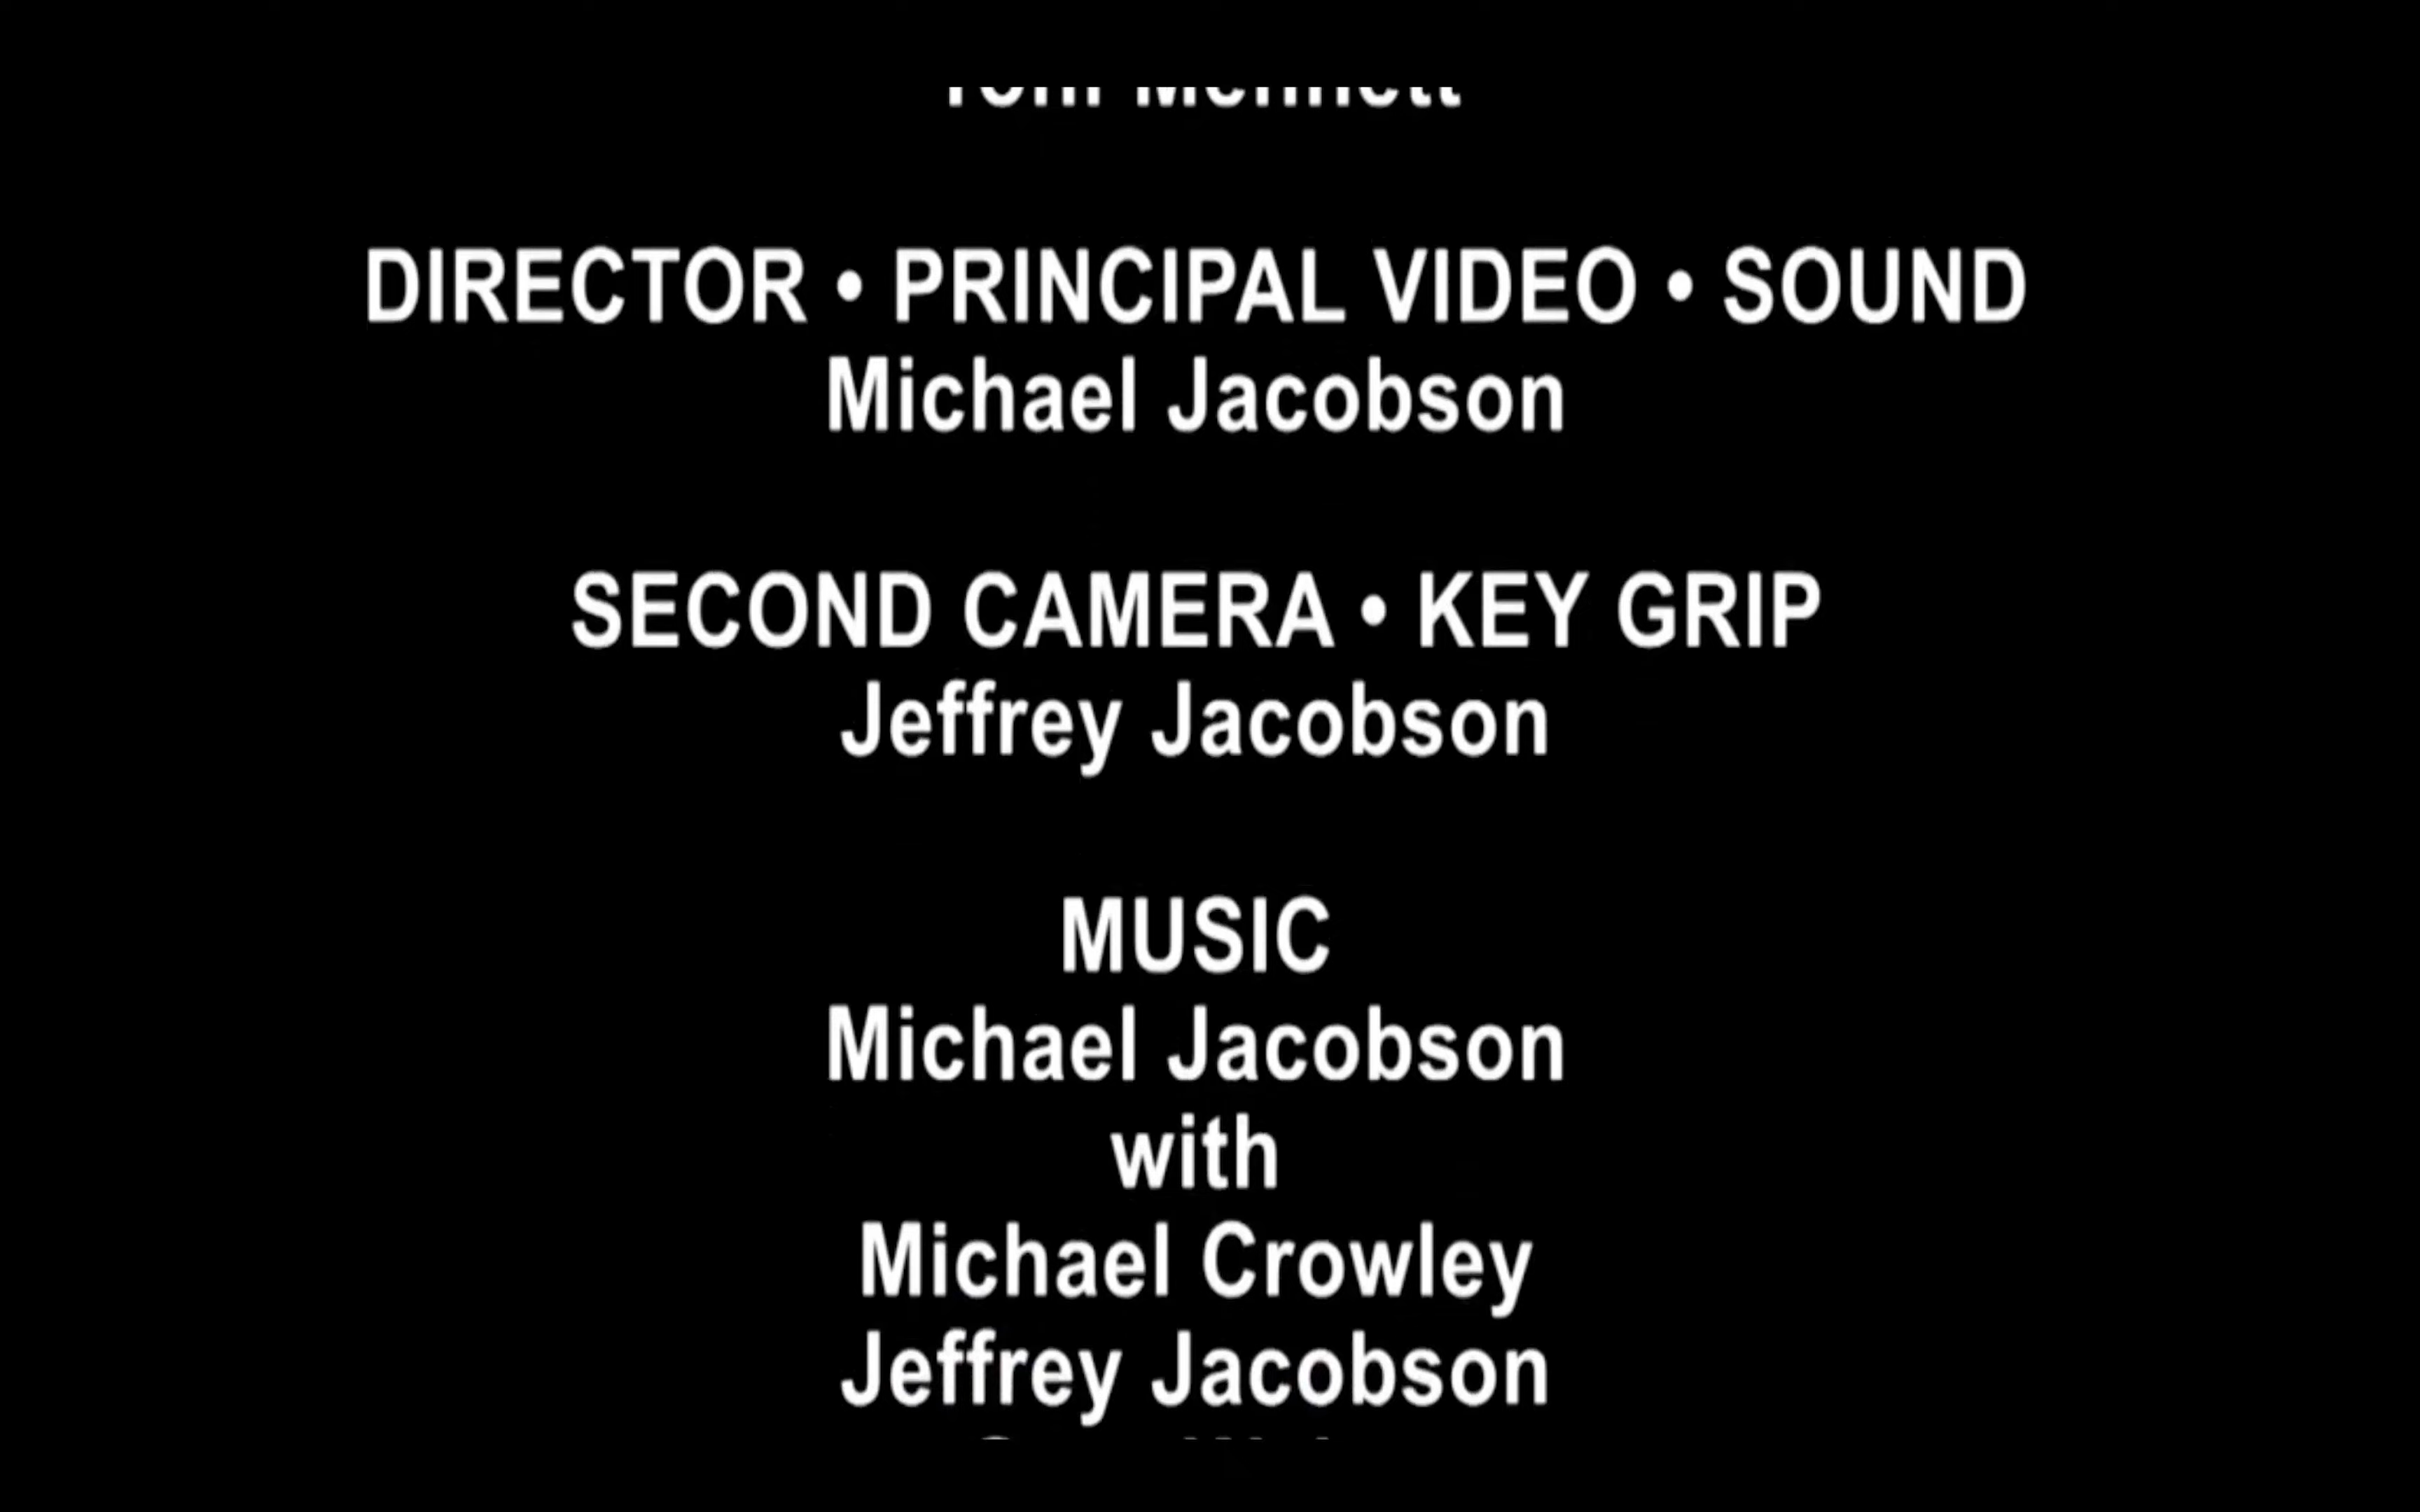 DIRECTOR • PRINCIPAL VIDEO • SOUND
Michael Jacobson
SECOND CAMERA • KEY GRIP
Jeffrey Jacobson
MUSIC
Michael Jacobson
with
Michael Crowley
Jeffrey Jacobson